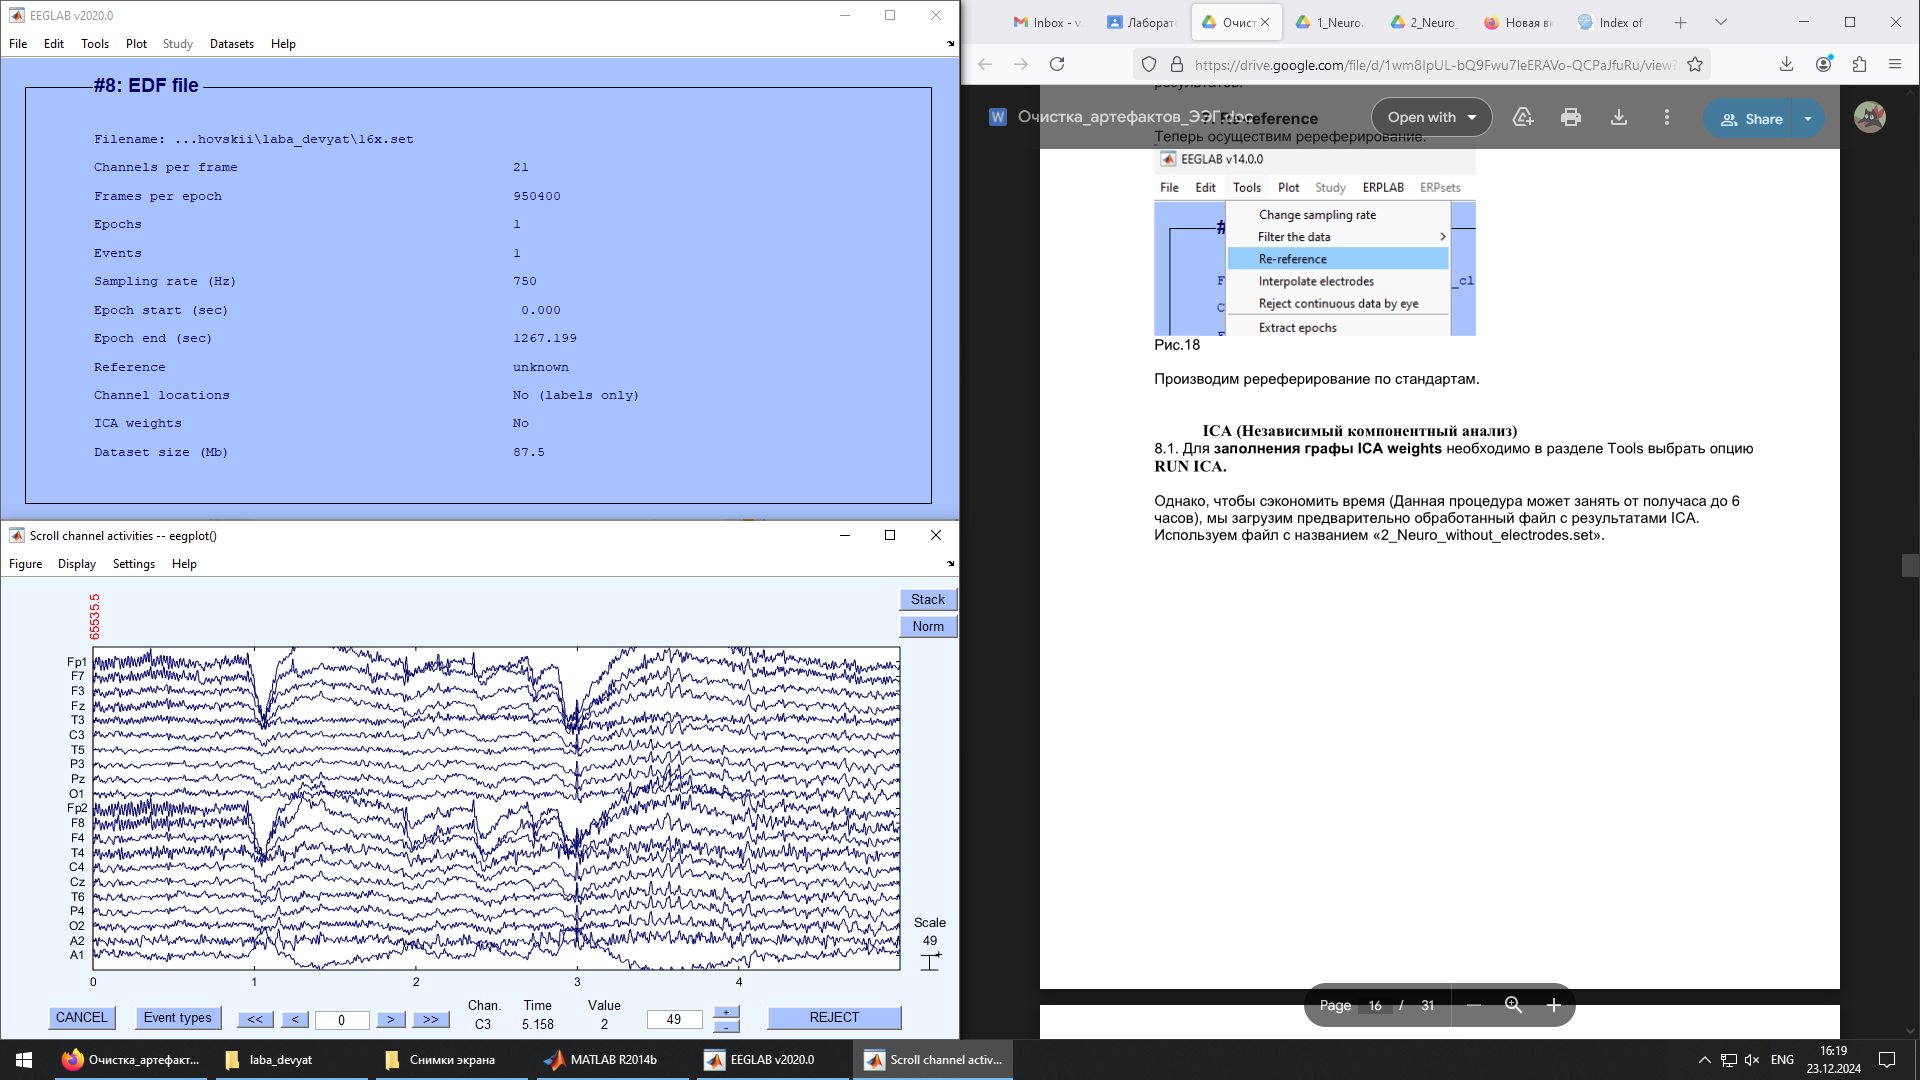 EEGLAB v2020.0
File Edit Tools Plot Study Datasets Help
#8: EDF file
Filename: ...hovskii\laba_devyat\16x.set
Channels per frame 21
Frames per epoch 950400
Epochs 1
Events 1
Sampling rate (Hz) 750
Epoch start (sec) 0.000
Epoch end (sec) 1267.199
Reference unknown
Channel locations No (labels only)
ICA weights No
Dataset size (Mb) 87.5
Scroll channel activities -- eegplot()
Figure Display Settings Help
65535.5
Stack
Norm
Fp1
F7
F3
Fz
T3
C3
T5
P3
Pz
O1
Fp2
F8
F4
T4
C4
Cz
T6
P4
O2
A2
A1
Scale
49
0 1 2 3 4
Chan. Time Value
CANCEL Event types << < 0 > >> C3 5.158 2 49 + - REJECT
Inbox - v Лаборат Очист 1_Neuro. 2_Neuro_ Новая вк Index of
https://drive.google.com/file/d/1wm8IpUL-bQ9Fwu7leERAVo-QCPaJfuRu/view?
Очистка_артефактов_ЭЭГ.doc
Open with
Share
Теперь осуществим ререферирование.
EEGLAB v14.0.0
File Edit Tools Plot Study ERPLAB ERPsets
Change sampling rate
Filter the data
Re-reference
Interpolate electrodes
Reject continuous data by eye
Extract epochs
_cl
Рис.18
Производим ререферирование по стандартам.
ICA (Независимый компонентный анализ)
8.1. Для заполнения графы ICA weights необходимо в разделе Tools выбрать опцию
RUN ICA.
Однако, чтобы сэкономить время (Данная процедура может занять от получаса до 6
часов), мы загрузим предварительно обработанный файл с результатами ICA.
Используем файл с названием «2_Neuro_without_electrodes.set».
Page 16 / 31
Очистка_артефакт... laba_devyat Снимки экрана MATLAB R2014b EEGLAB v2020.0 Scroll channel activ...
ENG
16:19
23.12.2024